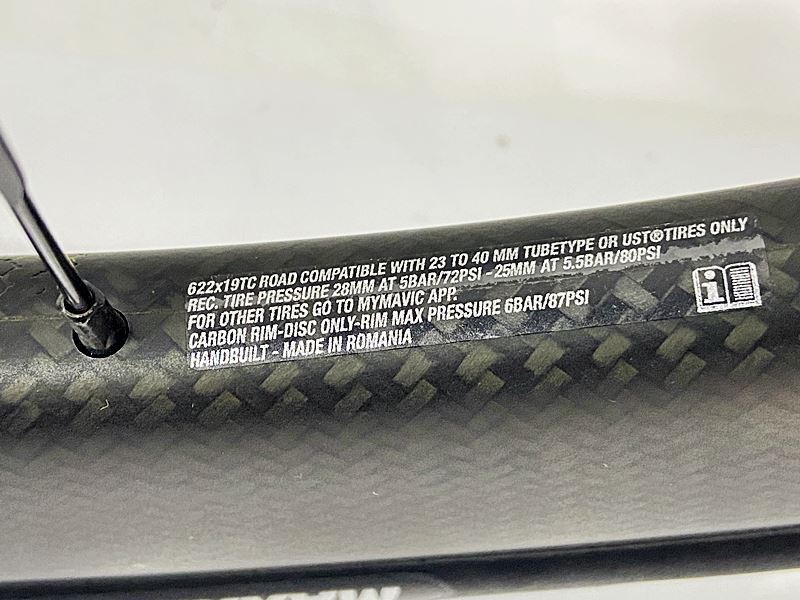 622x19TC ROAD COMPATIBLE WITH 23 TO 40 MM TUBETYPE OR UST®TIRES ONLY
REC. TIRE PRESSURE 28MM AT 5BAR/72PSI - 25MM AT 5.5BAR/80PSI
FOR OTHER TIRES GO TO MYMAVIC APP.
CARBON RIM-DISC ONLY-RIM MAX PRESSURE 6BAR/87PSI
HANDBUILT - MADE IN ROMANIA